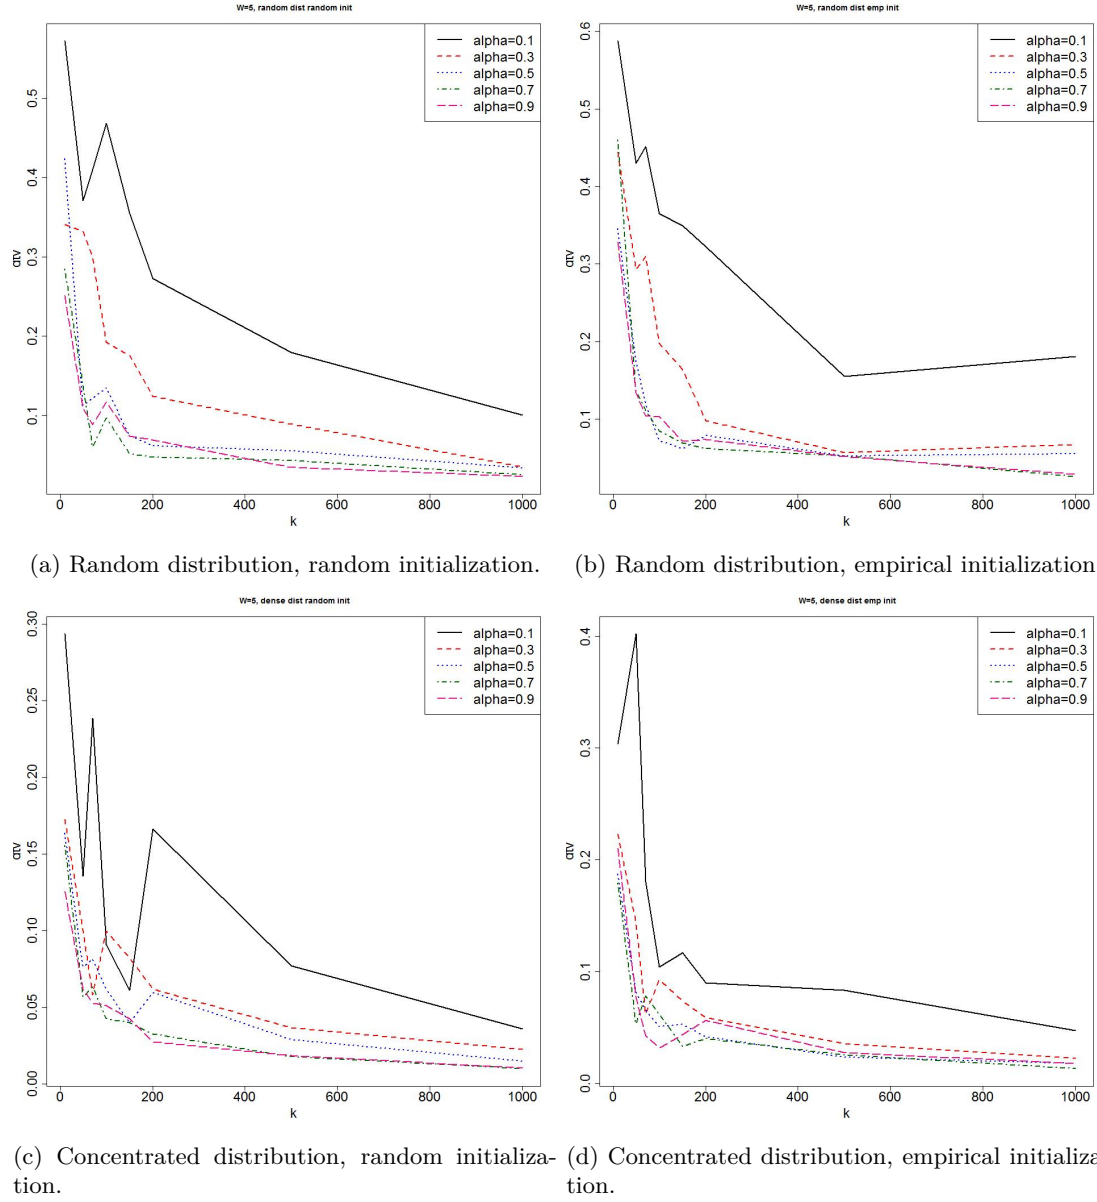 W=5, random dist random init
alpha=0.1
alpha=0.3
alpha=0.5
alpha=0.7
alpha=0.9
0.5
0.4
0.3
0.2
0.1
dtv
0 200 400 600 800 1000
k
(a) Random distribution, random initialization.
W=5, random dist emp init
alpha=0.1
alpha=0.3
alpha=0.5
alpha=0.7
alpha=0.9
0.6
0.5
0.4
0.3
0.2
0.1
dtv
0 200 400 600 800 1000
k
(b) Random distribution, empirical initialization
W=5, dense dist random init
alpha=0.1
alpha=0.3
alpha=0.5
alpha=0.7
alpha=0.9
0.30
0.25
0.20
0.15
0.10
0.05
0.00
dtv
0 200 400 600 800 1000
k
(c) Concentrated distribution, random initializa-
tion.
W=5, dense dist emp init
alpha=0.1
alpha=0.3
alpha=0.5
alpha=0.7
alpha=0.9
0.4
0.3
0.2
0.1
0.0
dtv
0 200 400 600 800 1000
k
(d) Concentrated distribution, empirical initializa
tion.